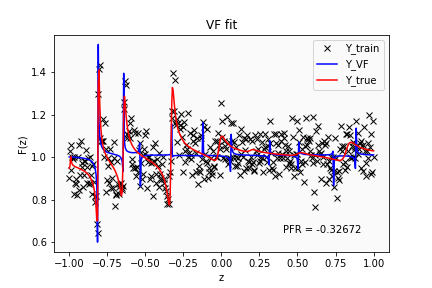 VF fit
Y_train
Y_VF
Y_true
F(z)
1.4
1.2
1.0
0.8
0.6
PFR = -0.32672
−1.00 −0.75 −0.50 −0.25 0.00 0.25 0.50 0.75 1.00
z